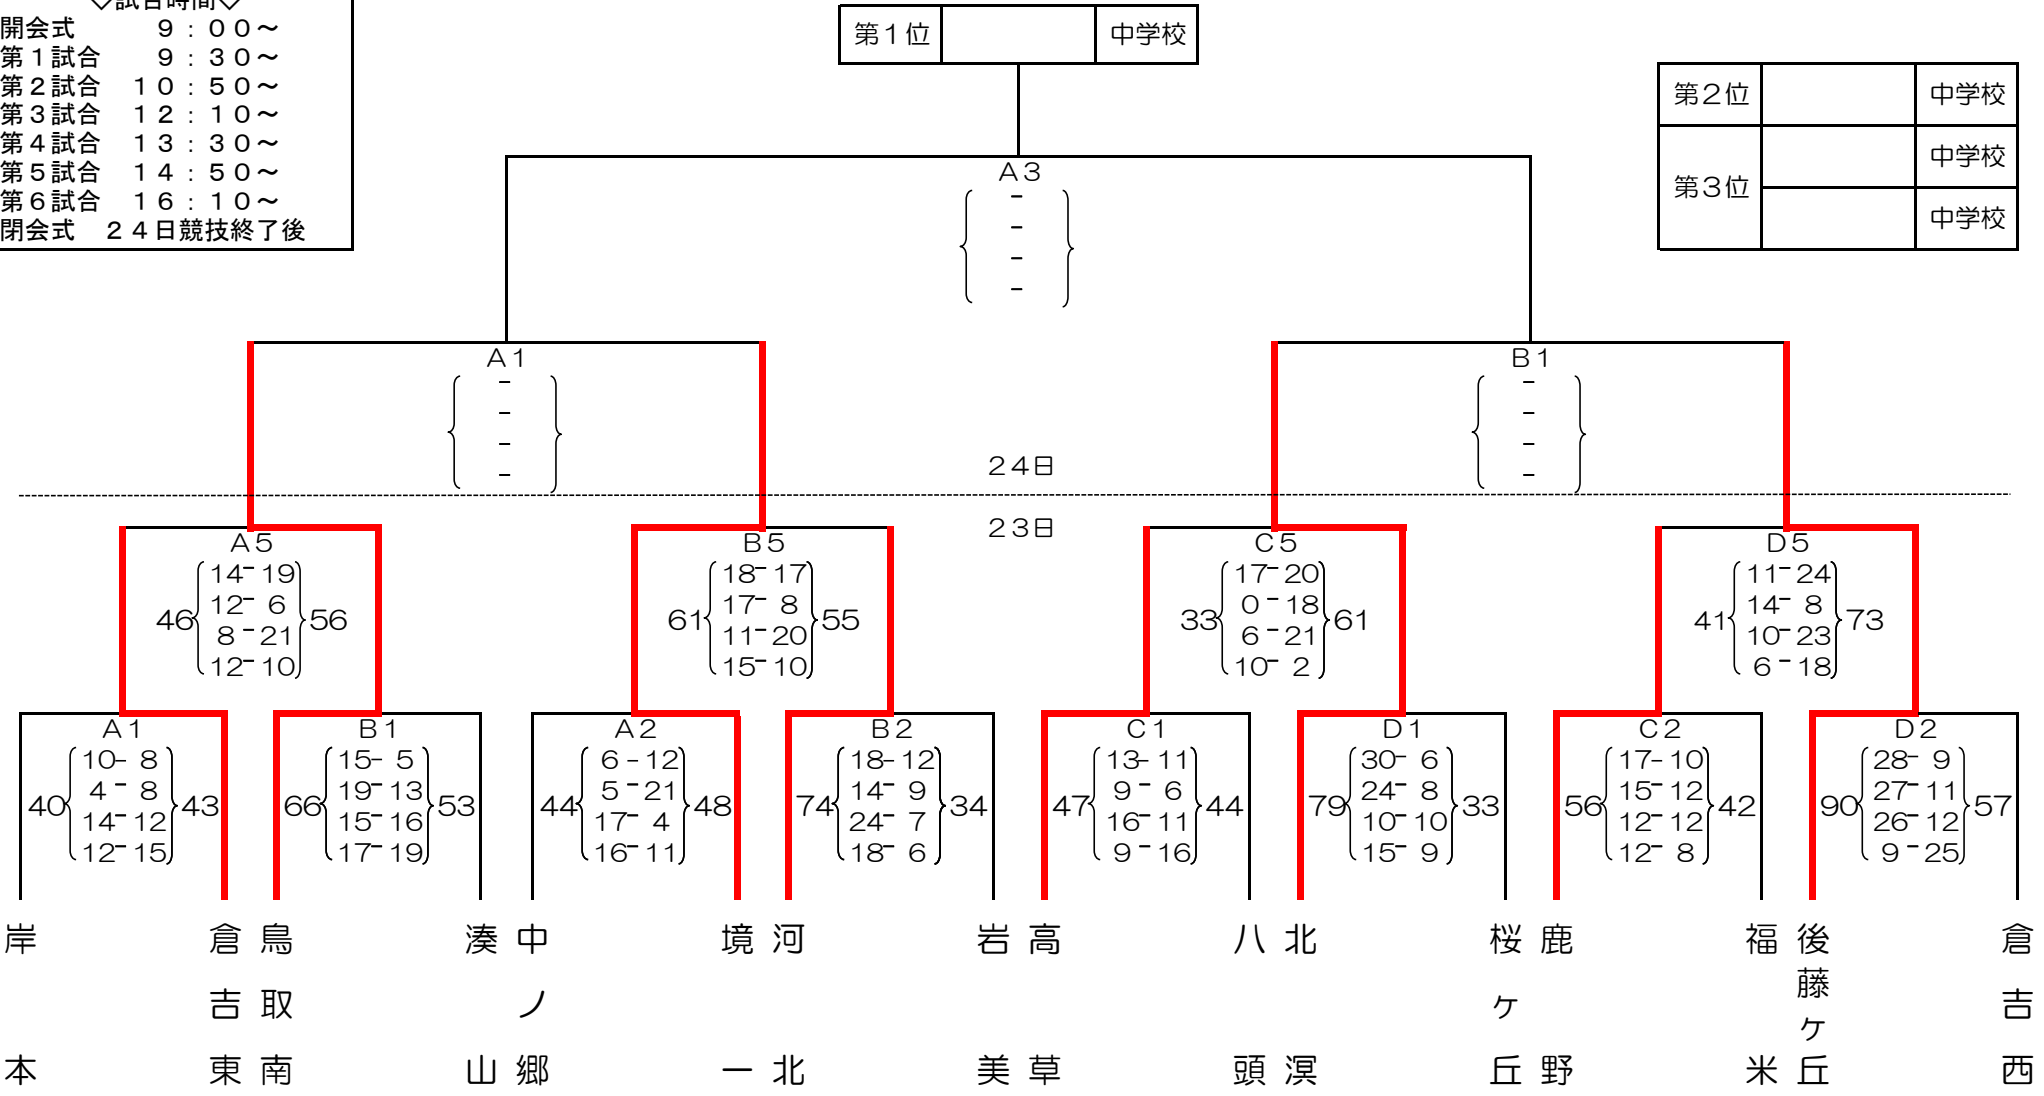 ◇試合時間◇
開会式　　　９：００～
第１試合　　９：３０～
第２試合　１０：５０～
第３試合　１２：１０～
第４試合　１３：３０～
第５試合　１４：５０～
第６試合　１６：１０～
閉会式　２４日競技終了後
第１位　中学校
第２位　中学校
第３位　中学校
中学校
Ａ３
-
-
-
-
Ａ１　Ｂ１
-　-
-　-
-　-
-　-
２４日
２３日
Ａ５
14-19
12- 6
46 56
8-21
12-10
Ｂ５
18-17
17- 8
61 55
11-20
15-10
Ｃ５
17-20
0-18
33 61
6-21
10- 2
Ｄ５
11-24
14- 8
41 73
10-23
6-18
Ａ１
10- 8
4- 8
40 43
14-12
12-15
Ｂ１
15- 5
19-13
66 53
15-16
17-19
Ａ２
6-12
5-21
44 48
17- 4
16-11
Ｂ２
18-12
14- 9
74 34
24- 7
18- 6
Ｃ１
13-11
9- 6
47 44
16-11
9-16
Ｄ１
30- 6
24- 8
79 33
10-10
15- 9
Ｃ２
17-10
15-12
56 42
12-12
12- 8
Ｄ２
28- 9
27-11
90 57
26-12
9-25
岸本
倉吉東
鳥取南
湊山
中ノ郷
境一
河北
岩美
高草
八頭
北溟
桜ヶ丘
鹿野
福米
後藤ヶ丘
倉吉西